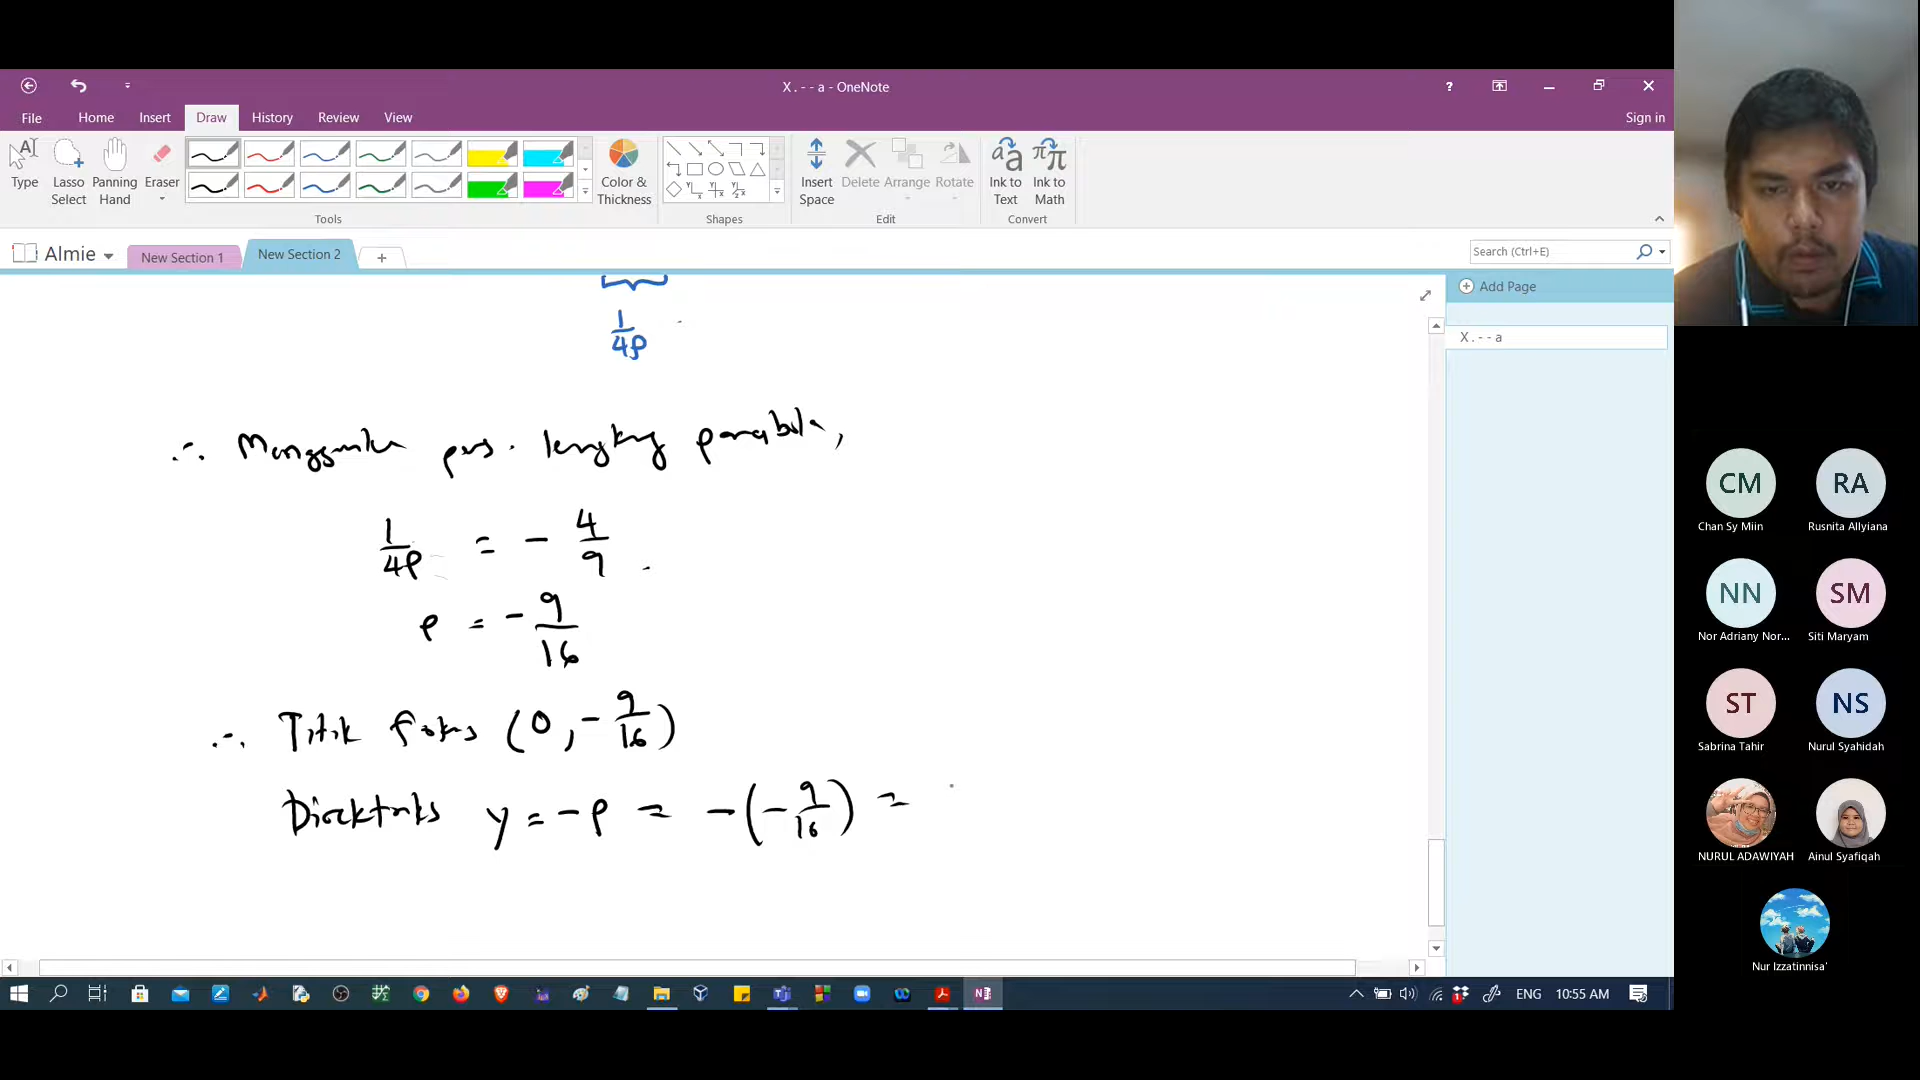 X . - - a - OneNote
?
File Home Insert Draw History Review View Sign in
Type
Lasso Select
Panning Hand
Eraser
Color & Thickness
Insert Space
Delete
Arrange
Rotate
Ink to Text
Ink to Math
Tools
Shapes
Edit
Convert
Almie
New Section 1
New Section 2
Search (Ctrl+E)
Add Page
X . - - a
1/4p
∴ Menggunakan pers. lengkung parabola,
1/4p = - 4/9
p = - 9/16
∴ Titik fokus (0, - 9/16)
Direktriks y = -p = -(- 9/16) =
CM
Chan Sy Miin
RA
Rusnita Allyiana
NN
Nor Adriany Nor...
SM
Siti Maryam
ST
Sabrina Tahir
NS
Nurul Syahidah
NURUL ADAWIYAH
Ainul Syafiqah
Nur Izzatinnisa'
ENG
10:55 AM